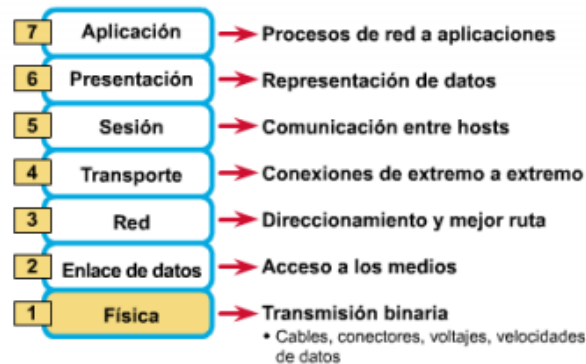 7 Aplicación Procesos de red a aplicaciones
6 Presentación Representación de datos
5 Sesión Comunicación entre hosts
4 Transporte Conexiones de extremo a extremo
3 Red Direccionamiento y mejor ruta
2 Enlace de datos Acceso a los medios
1 Física Transmisión binaria
• Cables, conectores, voltajes, velocidades
de datos